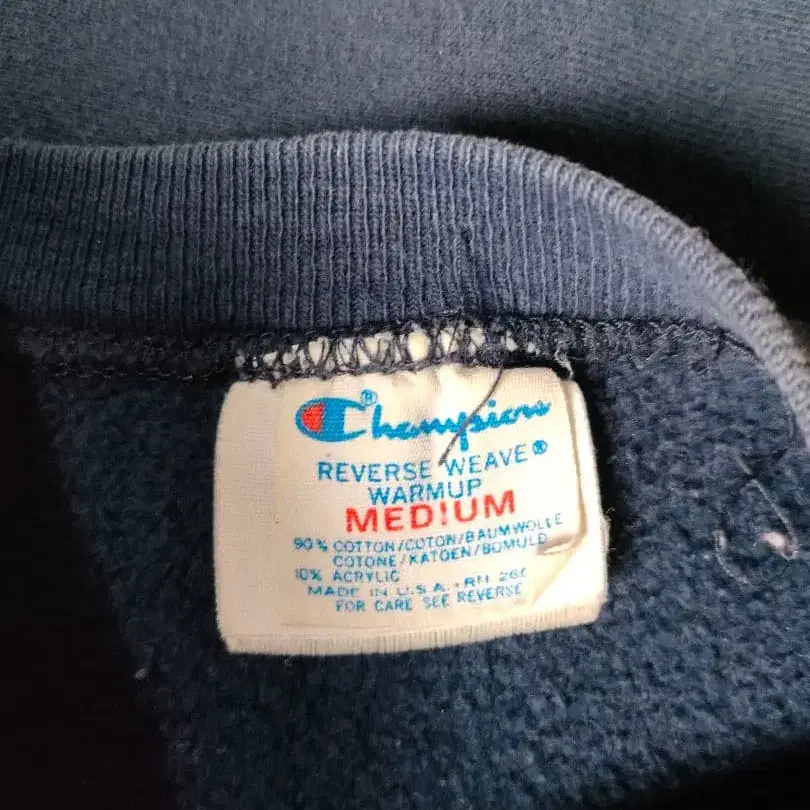 Champion®
REVERSE WEAVE®
WARMUP
MEDIUM
90% COTTON/COTON/BAUMWOLLE
COTONE/KATOEN/BOMULD
10% ACRYLIC
MADE IN U.S.A. • RN
FOR CARE SEE REVERSE